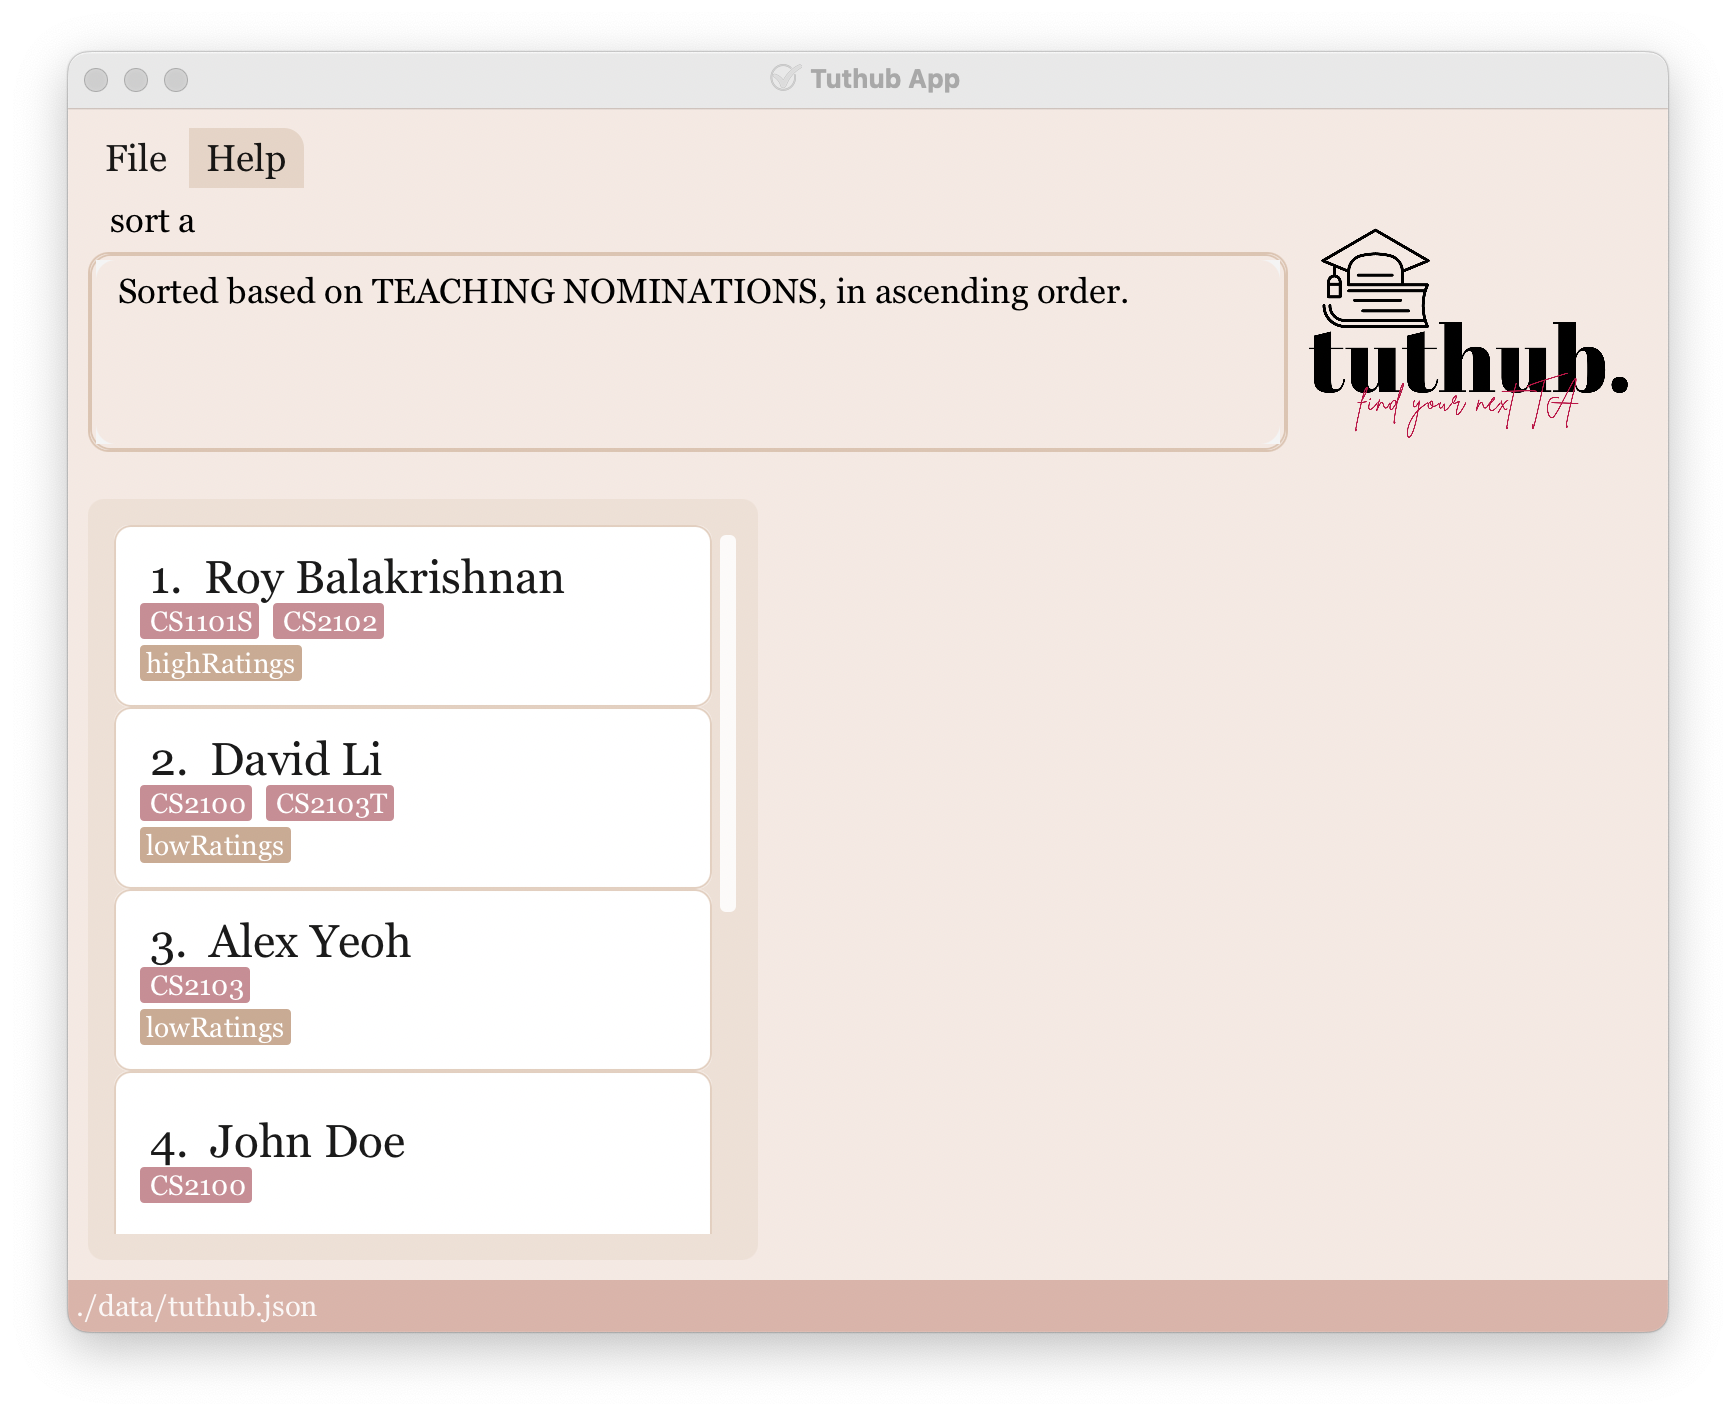 Tuthub App
File Help
sort a
Sorted based on TEACHING NOMINATIONS, in ascending order.
tuthub.
find your next TA
1. Roy Balakrishnan
CS1101S CS2102
highRatings
2. David Li
CS2100 CS2103T
lowRatings
3. Alex Yeoh
CS2103
lowRatings
4. John Doe
CS2100
./data/tuthub.json